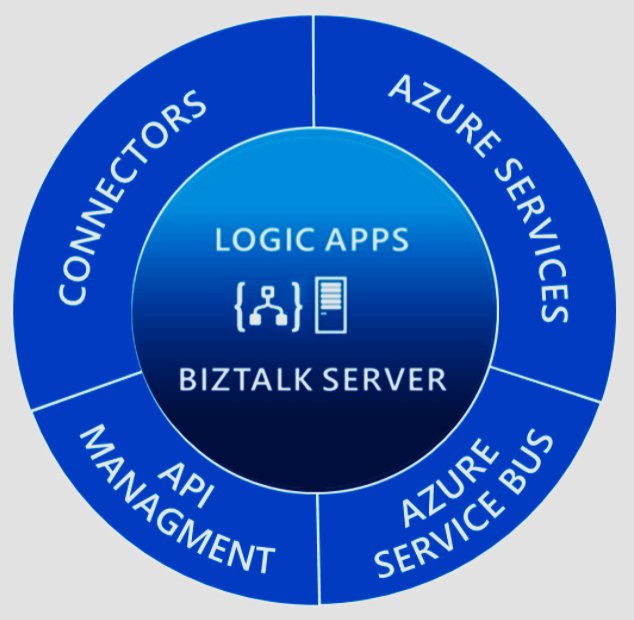 CONNECTORS
AZURE SERVICES
LOGIC APPS
BIZTALK SERVER
API
MANAGMENT
AZURE
SERVICE BUS